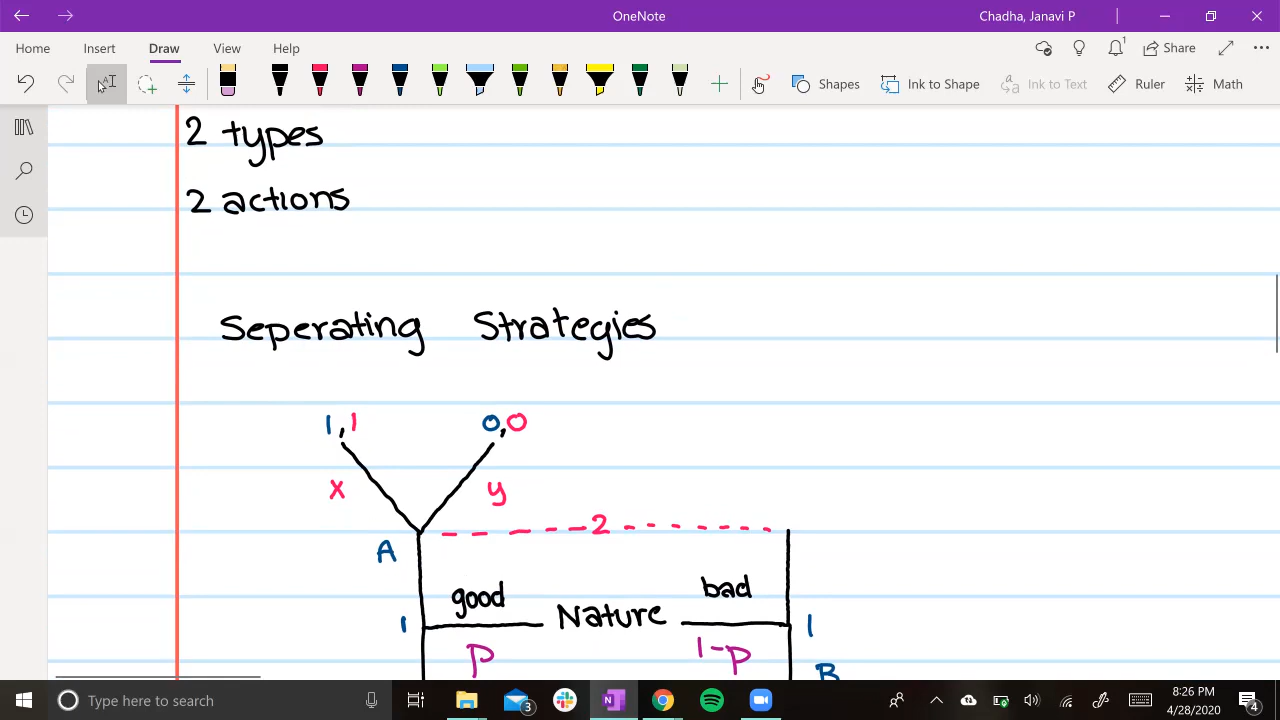 OneNote
Chadha, Janavi P
Home Insert Draw View Help
Share
Shapes Ink to Shape Ink to Text Ruler Math
2 types
2 actions
Seperating Strategies
1,1 0,0
x y
2
A
good Nature bad
1 1
P 1-P
B
Type here to search
3
8:26 PM
4/28/2020
4